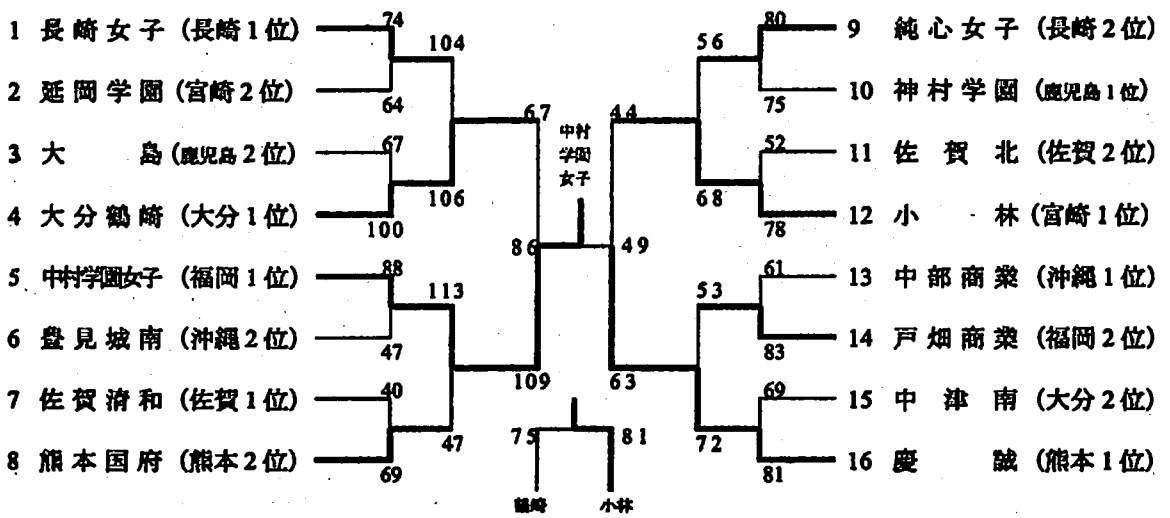 1 長崎女子 (長崎1位)
74
104
2 延岡学園 (宮崎2位)
64
67
3 大島 (鹿児島2位)
67
4 大分鶴崎 (大分1位)
100
106
5 中村学園女子 (福岡1位)
88
113
6 豊見城南 (沖縄2位)
47
109
7 佐賀清和 (佐賀1位)
40
8 熊本国府 (熊本2位)
69
47
中村
学園
女子
86
49
75
81
鶴崎
小林
80
9 純心女子 (長崎2位)
56
75
10 神村学園 (鹿児島1位)
44
52
11 佐賀北 (佐賀2位)
68
78
12 小林 (宮崎1位)
61
13 中部商業 (沖縄1位)
53
83
14 戸畑商業 (福岡2位)
63
69
15 中津南 (大分2位)
72
81
16 慶誠 (熊本1位)